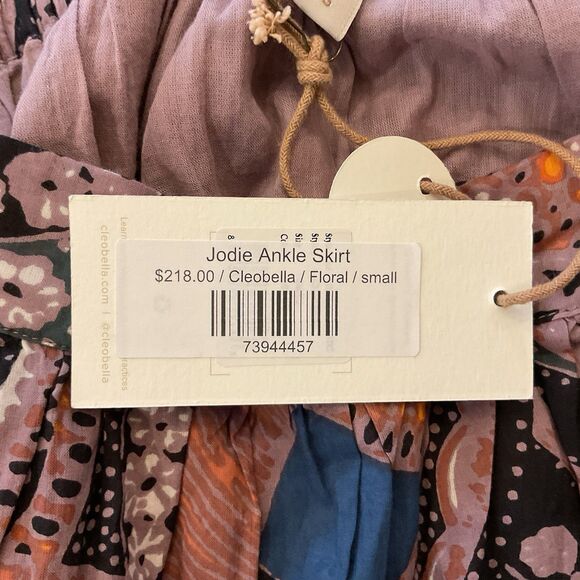 Jodie Ankle Skirt
$218.00 / Cleobella / Floral / small
73944457
cleobella.com | @cleobella